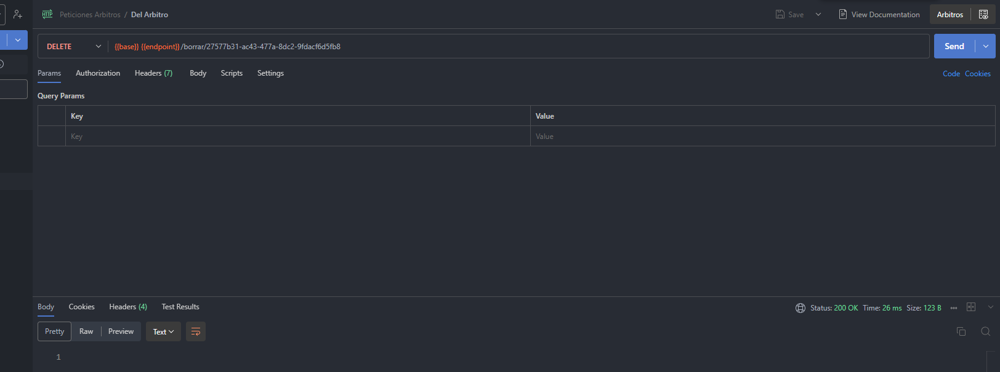 HTTP Peticiones Arbitros / Del Arbitro Save View Documentation Arbitros
DELETE {{base}} {{endpoint}}/borrar/27577b31-ac43-477a-8dc2-9fdacf6d5fb8 Send
Params Authorization Headers (7) Body Scripts Settings Code Cookies
Query Params
Key Value
Key Value
Body Cookies Headers (4) Test Results Status: 200 OK Time: 26 ms Size: 123 B
Pretty Raw Preview Text
1